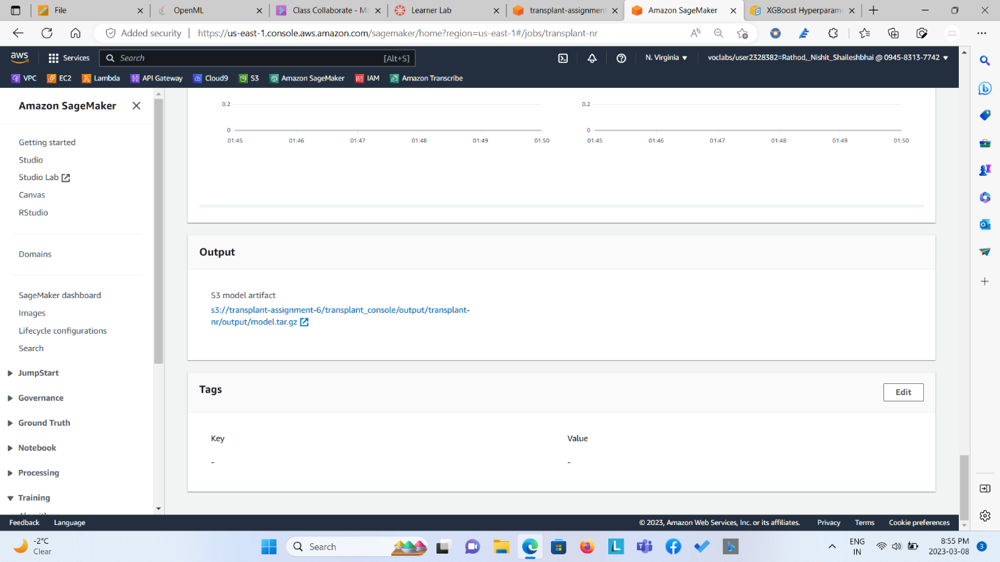 File
OpenML
Class Collaborate - Ma
Learner Lab
transplant-assignment
Amazon SageMaker
XGBoost Hyperparame
Added security
https://us-east-1.console.aws.amazon.com/sagemaker/home?region=us-east-1#/jobs/transplant-nr
aws
Services
Search
[Alt+S]
N. Virginia
voclabs/user2328382=Rathod,_Nishit_Shaileshbhai @ 0945-8313-7742
VPC
EC2
Lambda
API Gateway
Cloud9
S3
Amazon SageMaker
IAM
Amazon Transcribe
Amazon SageMaker
Getting started
Studio
Studio Lab
Canvas
RStudio
Domains
SageMaker dashboard
Images
Lifecycle configurations
Search
JumpStart
Governance
Ground Truth
Notebook
Processing
Training
0.2
0
01:45 01:46 01:47 01:48 01:49 01:50
0.2
0
01:45 01:46 01:47 01:48 01:49 01:50
Output
S3 model artifact
s3://transplant-assignment-6/transplant_console/output/transplant-
nr/output/model.tar.gz
Tags
Edit
Key
Value
-
-
Feedback
Language
© 2023, Amazon Web Services, Inc. or its affiliates.
Privacy
Terms
Cookie preferences
-2°C
Clear
Search
ENG
IN
8:55 PM
2023-03-08
3